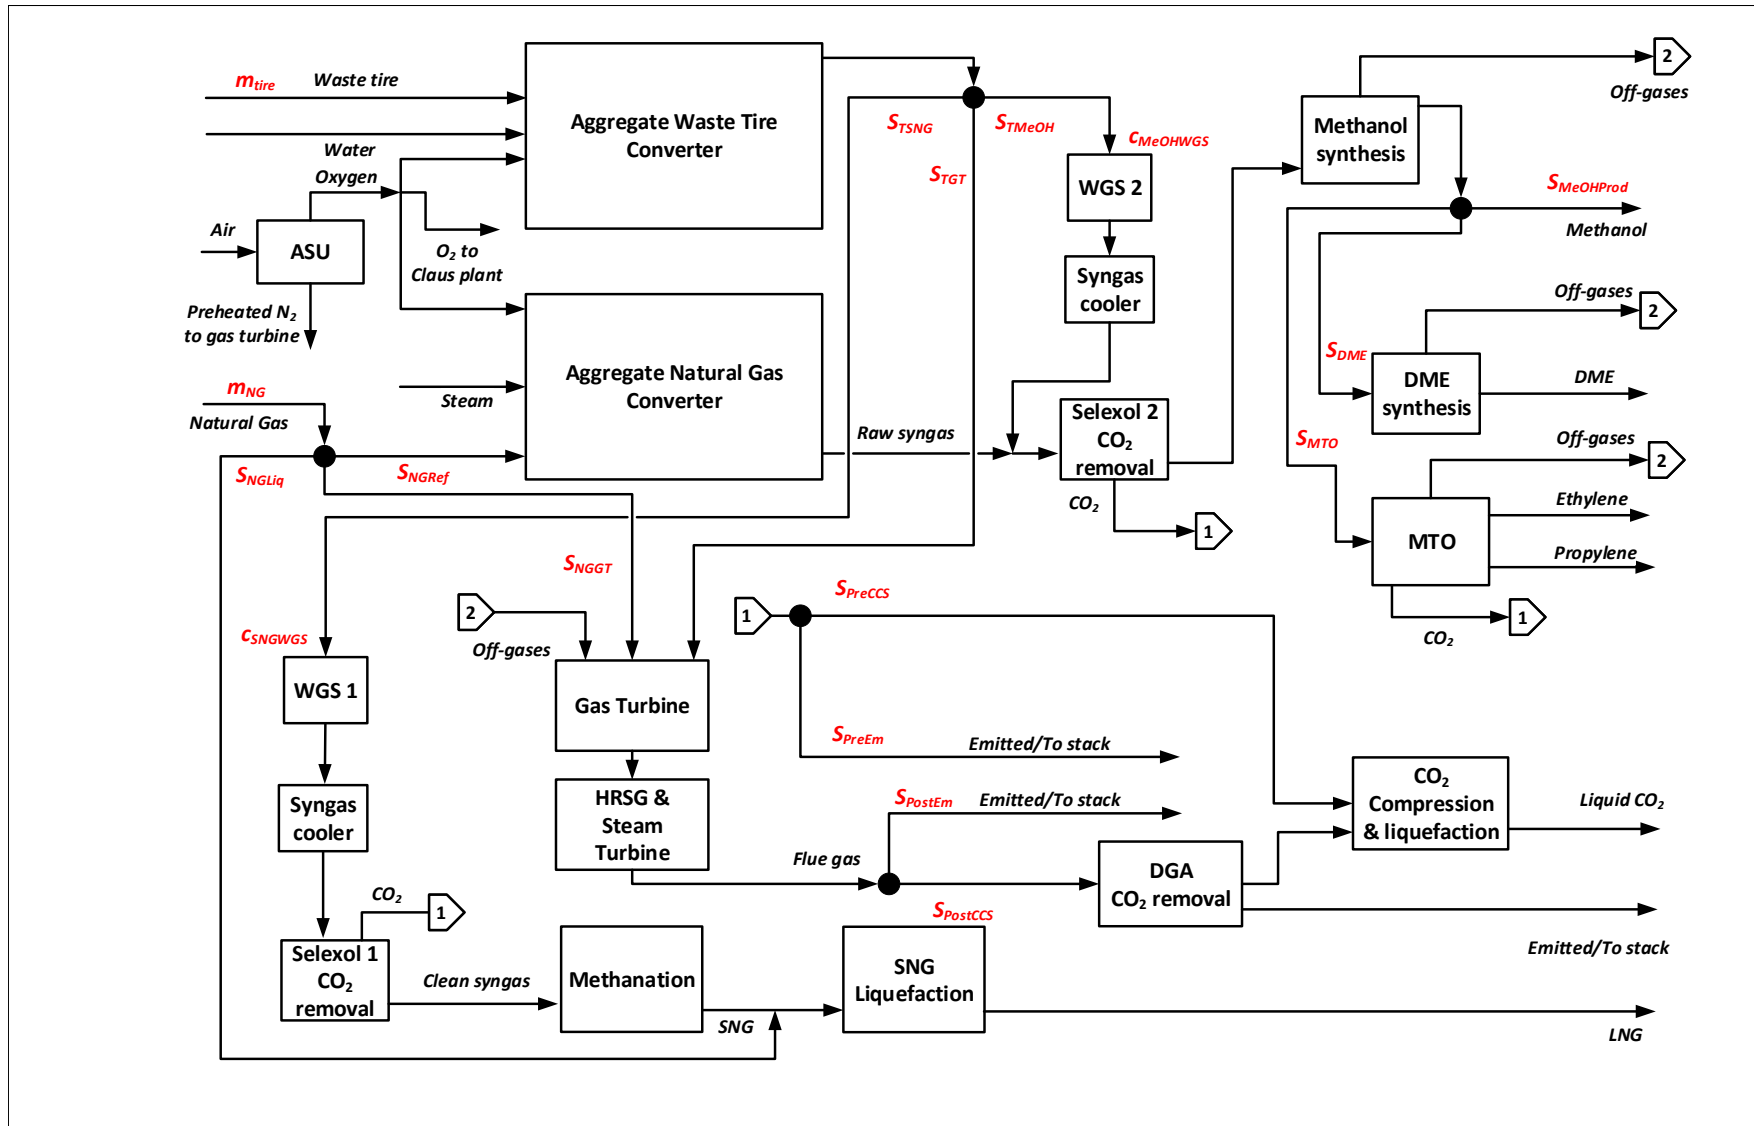 m_tire
Waste tire
Water
Oxygen
Air
ASU
O₂ to
Claus plant
Preheated N₂
to gas turbine
Aggregate Waste Tire
Converter
m_NG
Natural Gas
Steam
Aggregate Natural Gas
Converter
S_NGLiq
S_NGRef
S_NGGT
S_TSNG
S_TMeOH
S_TGT
c_MeOHWGS
WGS 2
Syngas
cooler
Raw syngas
Selexol 2
CO₂
removal
CO₂
1
Methanol
synthesis
2
Off-gases
S_MeOHProd
Methanol
S_DME
Off-gases
2
DME
synthesis
DME
S_MTO
Off-gases
2
MTO
Ethylene
Propylene
CO₂
1
c_SNGWGS
WGS 1
Syngas
cooler
CO₂
1
Selexol 1
CO₂
removal
Clean syngas
Methanation
SNG
SNG
Liquefaction
LNG
2
Off-gases
Gas Turbine
HRSG &
Steam
Turbine
Flue gas
1
S_PreCCS
S_PreEm
Emitted/To stack
S_PostEm
Emitted/To stack
S_PostCCS
DGA
CO₂ removal
CO₂
Compression
& liquefaction
Liquid CO₂
Emitted/To stack